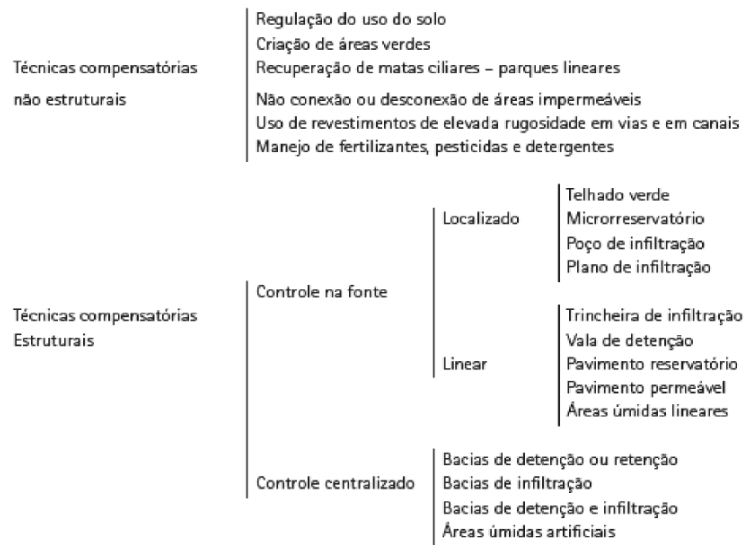 Regulação do uso do solo
Criação de áreas verdes
Técnicas compensatórias
Recuperação de matas ciliares – parques lineares
não estruturais
Não conexão ou desconexão de áreas impermeáveis
Uso de revestimentos de elevada rugosidade em vias e em canais
Manejo de fertilizantes, pesticidas e detergentes
Técnicas compensatórias
Estruturais
Controle na fonte
Localizado
Telhado verde
Microrreservatório
Poço de infiltração
Plano de infiltração
Linear
Trincheira de infiltração
Vala de detenção
Pavimento reservatório
Pavimento permeável
Áreas úmidas lineares
Controle centralizado
Bacias de detenção ou retenção
Bacias de infiltração
Bacias de detenção e infiltração
Áreas úmidas artificiais